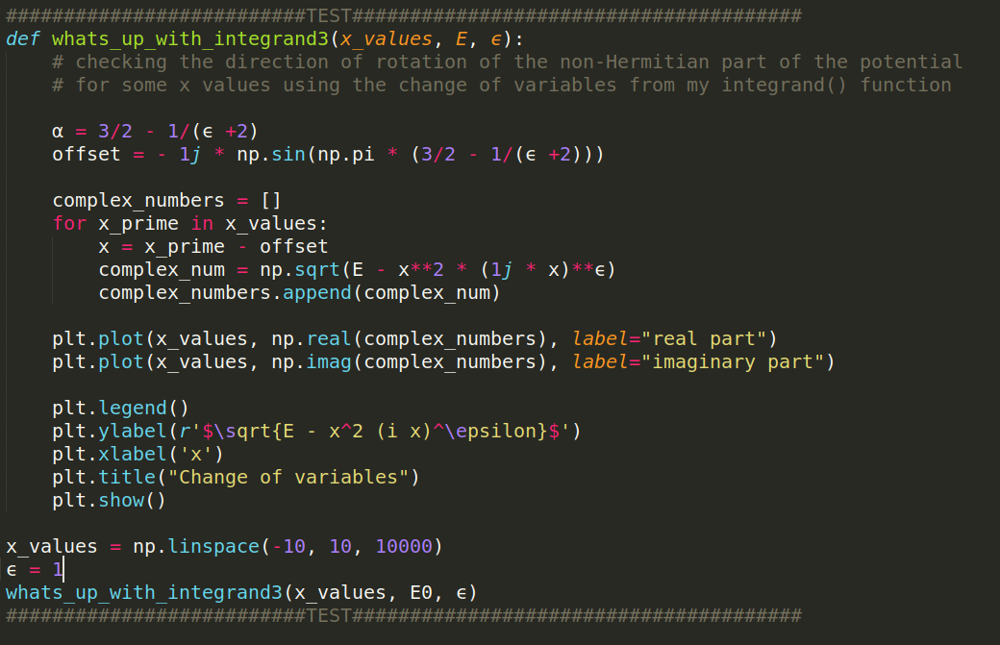 ##########################TEST#######################################
def whats_up_with_integrand3(x_values, E, ϵ):
    # checking the direction of rotation of the non-Hermitian part of the potential
    # for some x values using the change of variables from my integrand() function
    α = 3/2 - 1/(ϵ +2)
    offset = - 1j * np.sin(np.pi * (3/2 - 1/(ϵ +2)))
    complex_numbers = []
    for x_prime in x_values:
        x = x_prime - offset
        complex_num = np.sqrt(E - x**2 * (1j * x)**ϵ)
        complex_numbers.append(complex_num)
    plt.plot(x_values, np.real(complex_numbers), label="real part")
    plt.plot(x_values, np.imag(complex_numbers), label="imaginary part")
    plt.legend()
    plt.ylabel(r'$\sqrt{E - x^2 (i x)^\epsilon}$')
    plt.xlabel('x')
    plt.title("Change of variables")
    plt.show()
x_values = np.linspace(-10, 10, 10000)
ϵ = 1
whats_up_with_integrand3(x_values, E0, ϵ)
##########################TEST#######################################